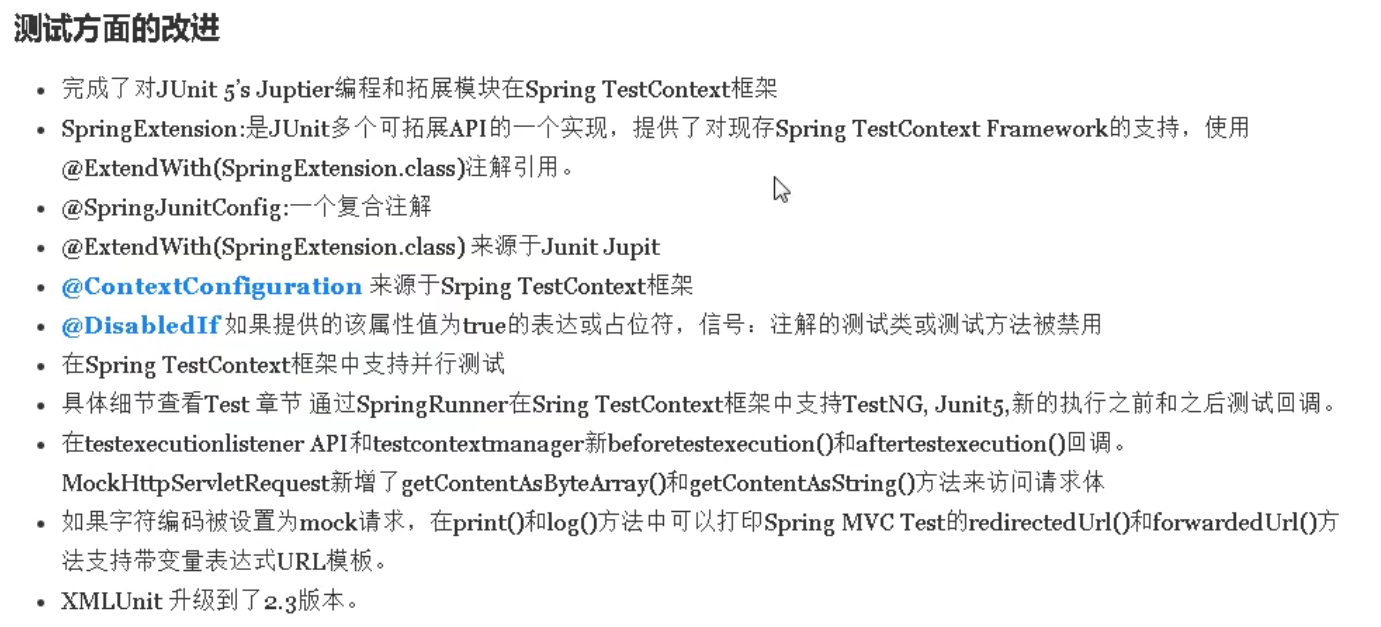 测试方面的改进
完成了对JUnit 5’s Juptier编程和拓展模块在Spring TestContext框架
SpringExtension:是JUnit多个可拓展API的一个实现，提供了对现存Spring TestContext Framework的支持，使用
@ExtendWith(SpringExtension.class)注解引用。
@SpringJunitConfig:一个复合注解
@ExtendWith(SpringExtension.class) 来源于Junit Jupit
@ContextConfiguration 来源于Srping TestContext框架
@DisabledIf 如果提供的该属性值为true的表达或占位符，信号：注解的测试类或测试方法被禁用
在Spring TestContext框架中支持并行测试
具体细节查看Test 章节 通过SpringRunner在Sring TestContext框架中支持TestNG, Junit5,新的执行之前和之后测试回调。
在testexecutionlistener API和testcontextmanager新beforetestexecution()和aftertestexecution()回调。
MockHttpServletRequest新增了getContentAsByteArray()和getContentAsString()方法来访问请求体
如果字符编码被设置为mock请求，在print()和log()方法中可以打印Spring MVC Test的redirectedUrl()和forwardedUrl()方
法支持带变量表达式URL模板。
XMLUnit 升级到了2.3版本。